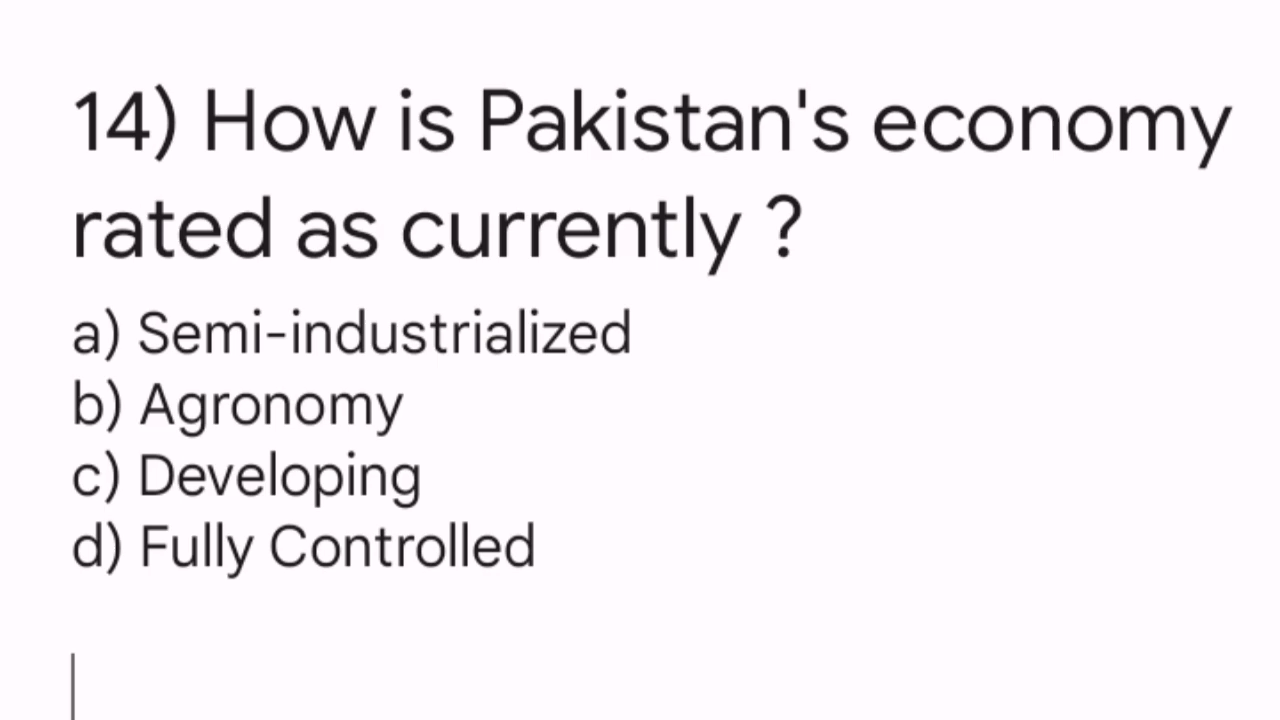 14) How is Pakistan's economy
rated as currently ?
a) Semi-industrialized
b) Agronomy
c) Developing
d) Fully Controlled